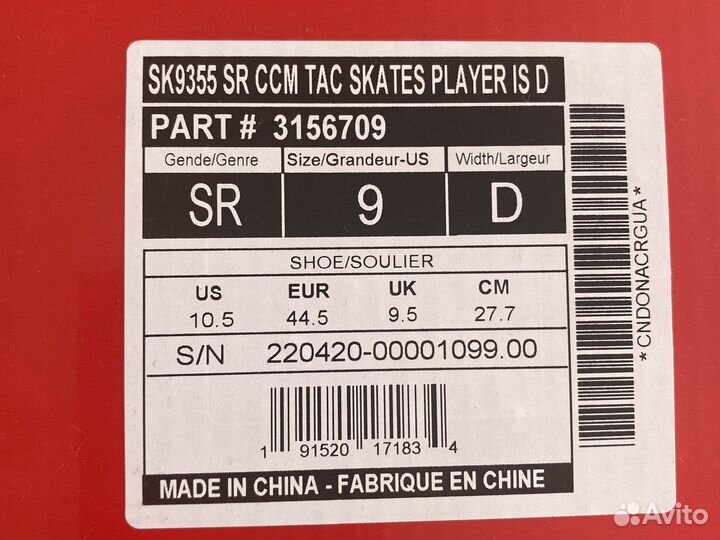 SK9355 SR CCM TAC SKATES PLAYER IS D
PART # 3156709
Gende/Genre Size/Grandeur-US Width/Largeur
SR 9 D
SHOE/SOULIER
US EUR UK CM
10.5 44.5 9.5 27.7
S/N 220420-00001099.00
1 91520 17183 4
MADE IN CHINA - FABRIQUE EN CHINE
*CNDONACRGUA*
Avito